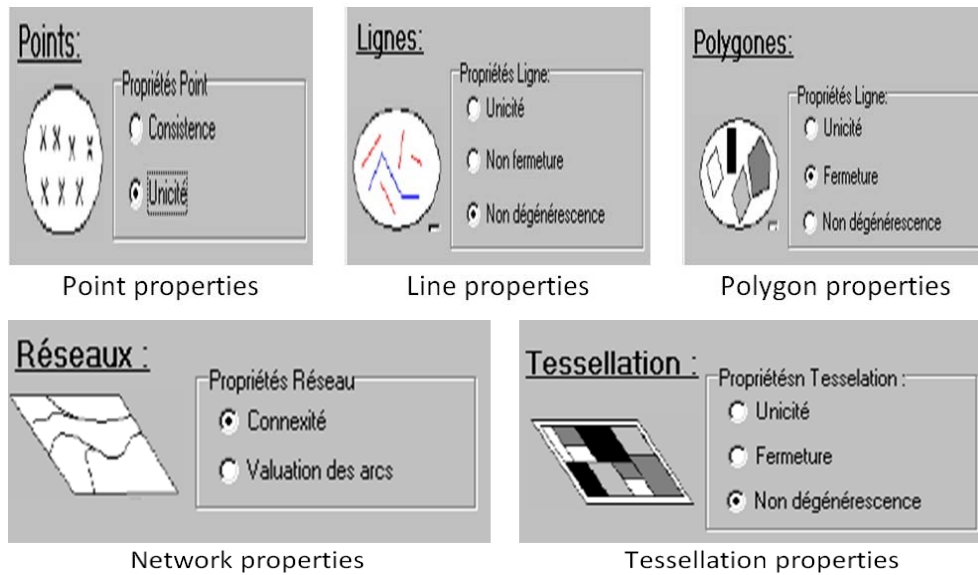 Points:
Propriétés Point
Consistence
Unicité
Point properties
Lignes:
Propriétés Ligne:
Unicité
Non fermeture
Non dégénérescence
Line properties
Polygones:
Propriétés Ligne:
Unicité
Fermeture
Non dégénérescence
Polygon properties
Réseaux :
Propriétés Réseau
Connexité
Valuation des arcs
Network properties
Tessellation :
Propriétésn Tesselation :
Unicité
Fermeture
Non dégénérescence
Tessellation properties